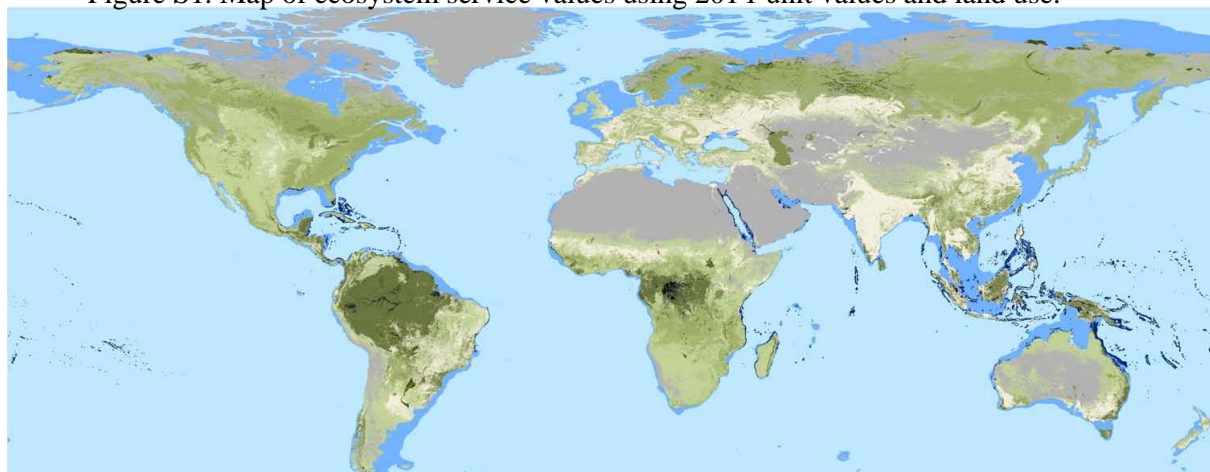 Figure S1. Map of ecosystem service values using 2011 unit values and land use.